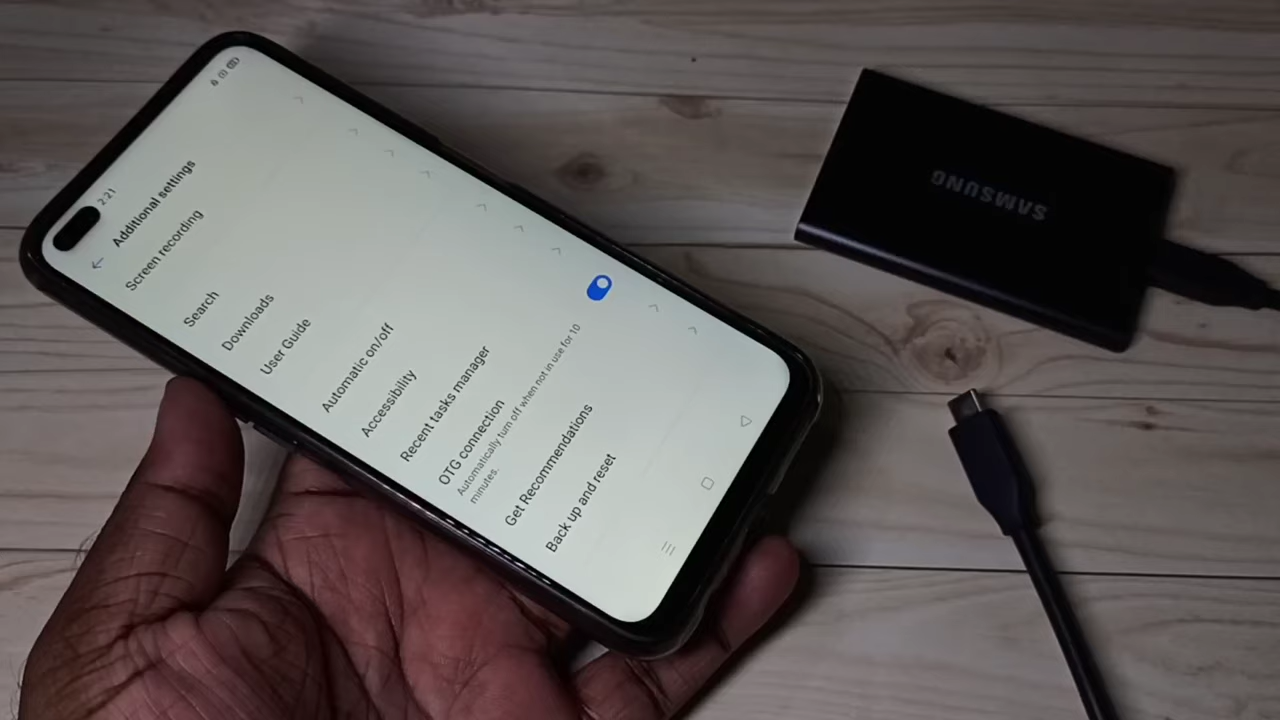 2:21
Additional settings
Screen recording
Search
Downloads
User Guide
Automatic on/off
Accessibility
Recent tasks manager
OTG connection
Automatically turn off when not in use for 10
minutes.
Get Recommendations
Back up and reset
SAMSUNG